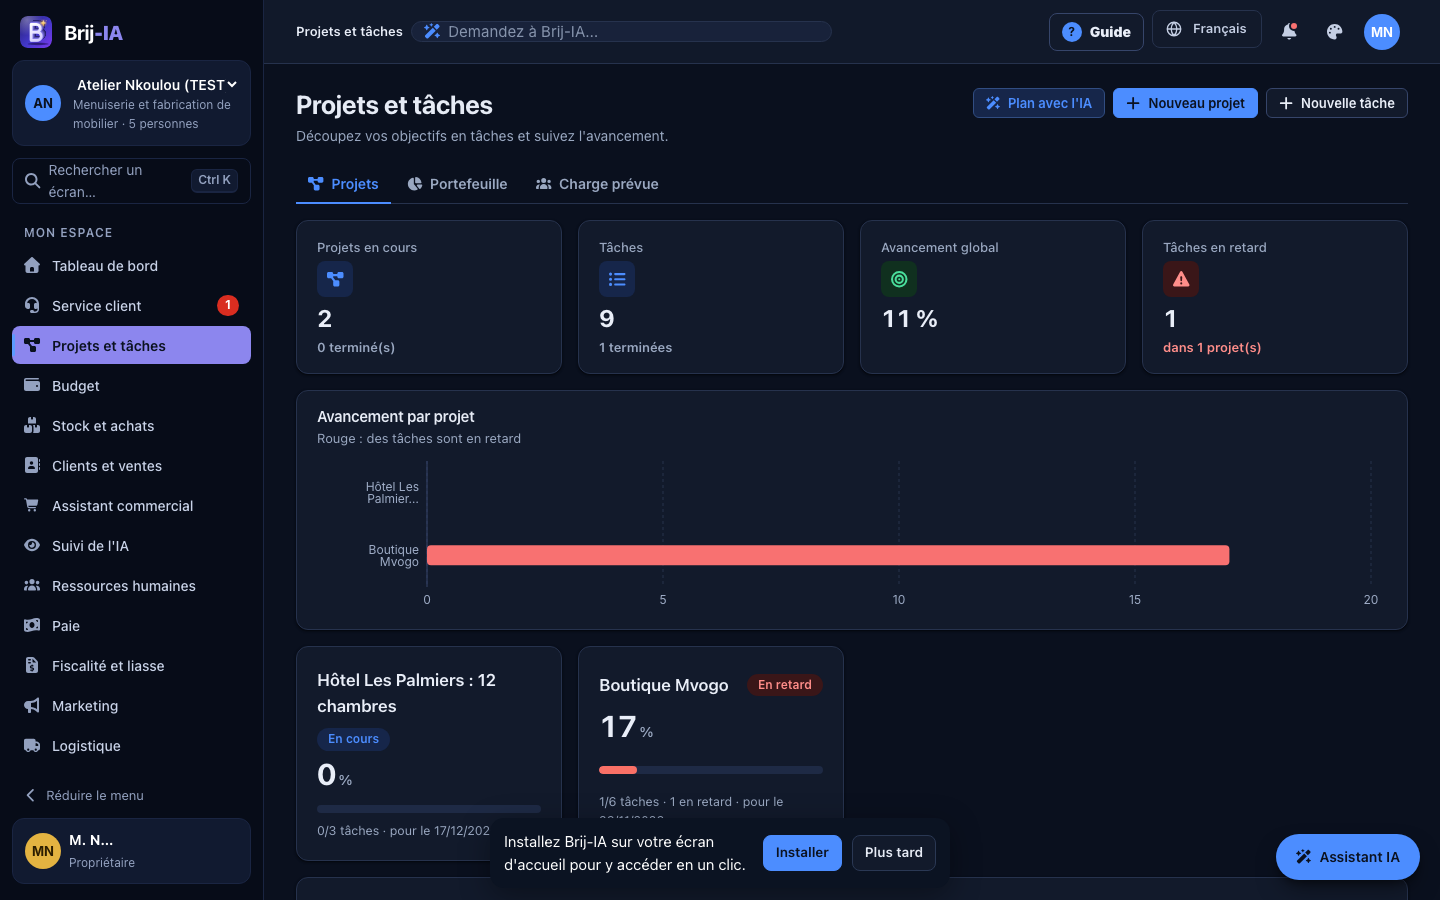 Brij-IA
AN
Atelier Nkoulou (TEST
Menuiserie et fabrication de
mobilier · 5 personnes
Rechercher un
écran...
Ctrl K
MON ESPACE
Tableau de bord
Service client
1
Projets et tâches
Budget
Stock et achats
Clients et ventes
Assistant commercial
Suivi de l'IA
Ressources humaines
Paie
Fiscalité et liasse
Marketing
Logistique
Réduire le menu
MN
M. N...
Propriétaire
Projets et tâches
Demandez à Brij-IA...
? Guide
Français
MN
Projets et tâches
Découpez vos objectifs en tâches et suivez l'avancement.
Plan avec l'IA
Nouveau projet
Nouvelle tâche
Projets
Portefeuille
Charge prévue
Projets en cours
2
0 terminé(s)
Tâches
9
1 terminées
Avancement global
11 %
Tâches en retard
1
dans 1 projet(s)
Avancement par projet
Rouge : des tâches sont en retard
Hôtel Les
Palmier...
Boutique
Mvogo
0 5 10 15 20
Hôtel Les Palmiers : 12
chambres
En cours
0 %
0/3 tâches · pour le 17/12/202
Boutique Mvogo
En retard
17 %
1/6 tâches · 1 en retard · pour le
Installez Brij-IA sur votre écran
d'accueil pour y accéder en un clic.
Installer
Plus tard
Assistant IA